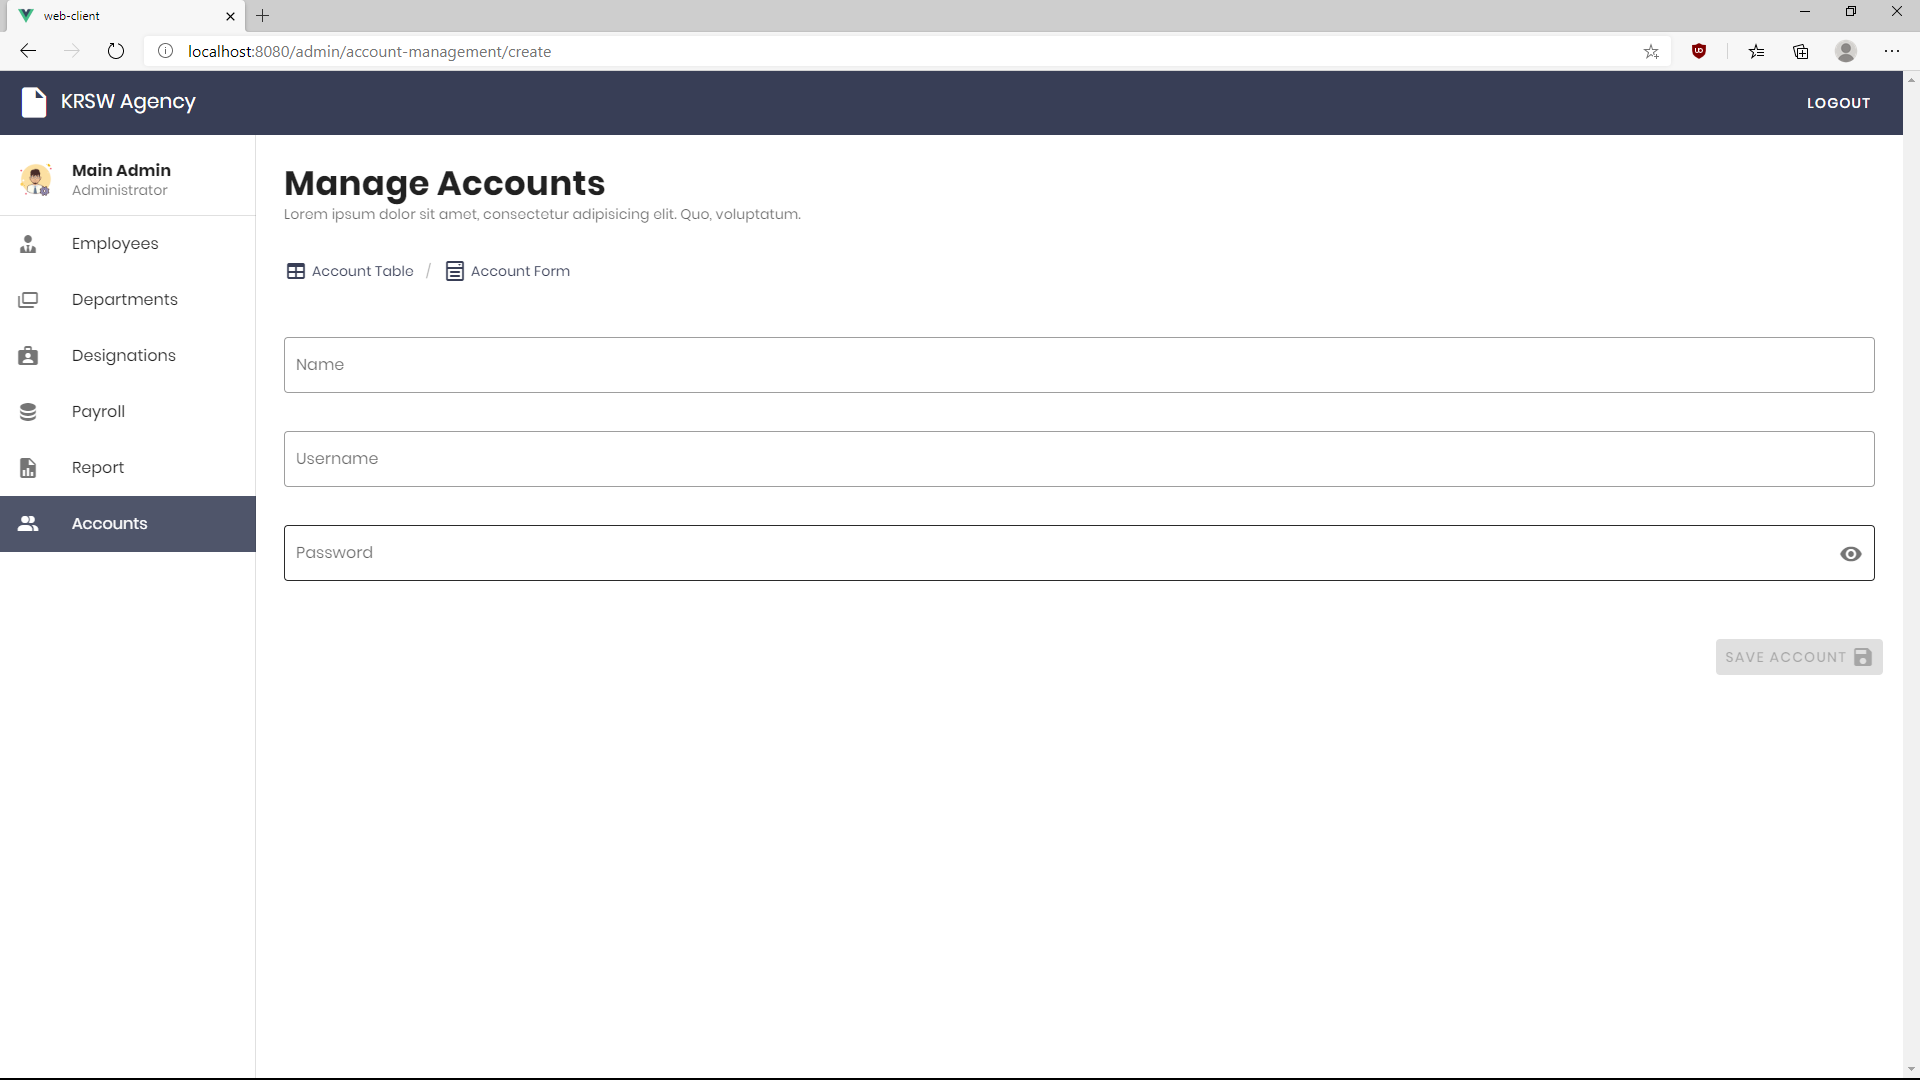 web-client
localhost:8080/admin/account-management/create
KRSW Agency
LOGOUT
Main Admin
Administrator
Employees
Departments
Designations
Payroll
Report
Accounts
Manage Accounts
Lorem ipsum dolor sit amet, consectetur adipisicing elit. Quo, voluptatum.
Account Table / Account Form
Name
Username
Password
SAVE ACCOUNT